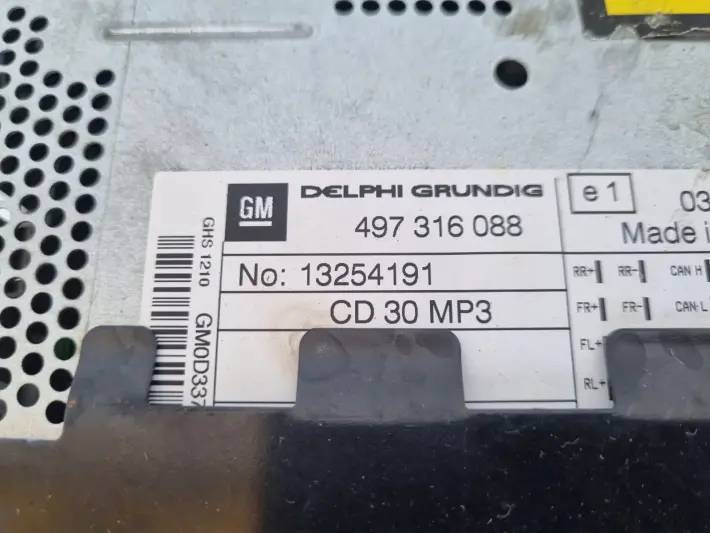 GM DELPHI GRUNDIG
497 316 088
e1
03
Made i
No: 13254191
CD 30 MP3
RR+ RR- CAN H
FR+ FR- CAN-L
FL+
RL+
GHS 1210
GM0D337